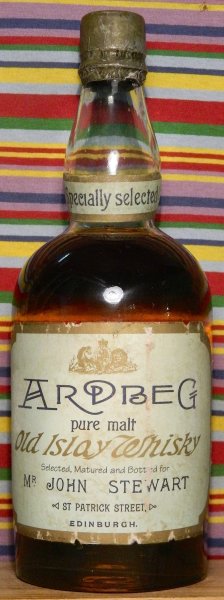 Specially selected
ARDBEG
pure malt
Old Islay Whisky
Selected, Matured and Bottled for
MR JOHN STEWART
ST PATRICK STREET,
EDINBURGH.